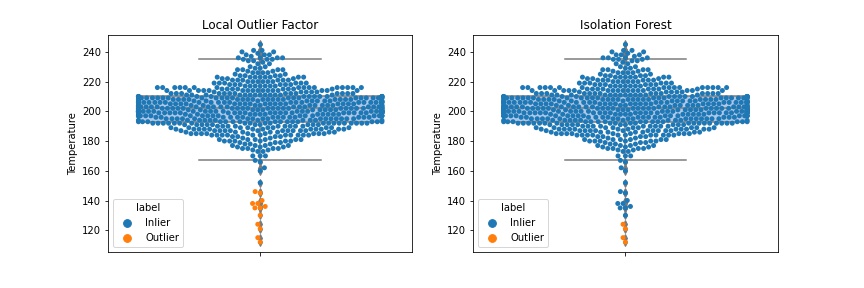 Local Outlier Factor
Temperature
240
220
200
180
160
140
120
label
Inlier
Outlier
Isolation Forest
Temperature
240
220
200
180
160
140
120
label
Inlier
Outlier